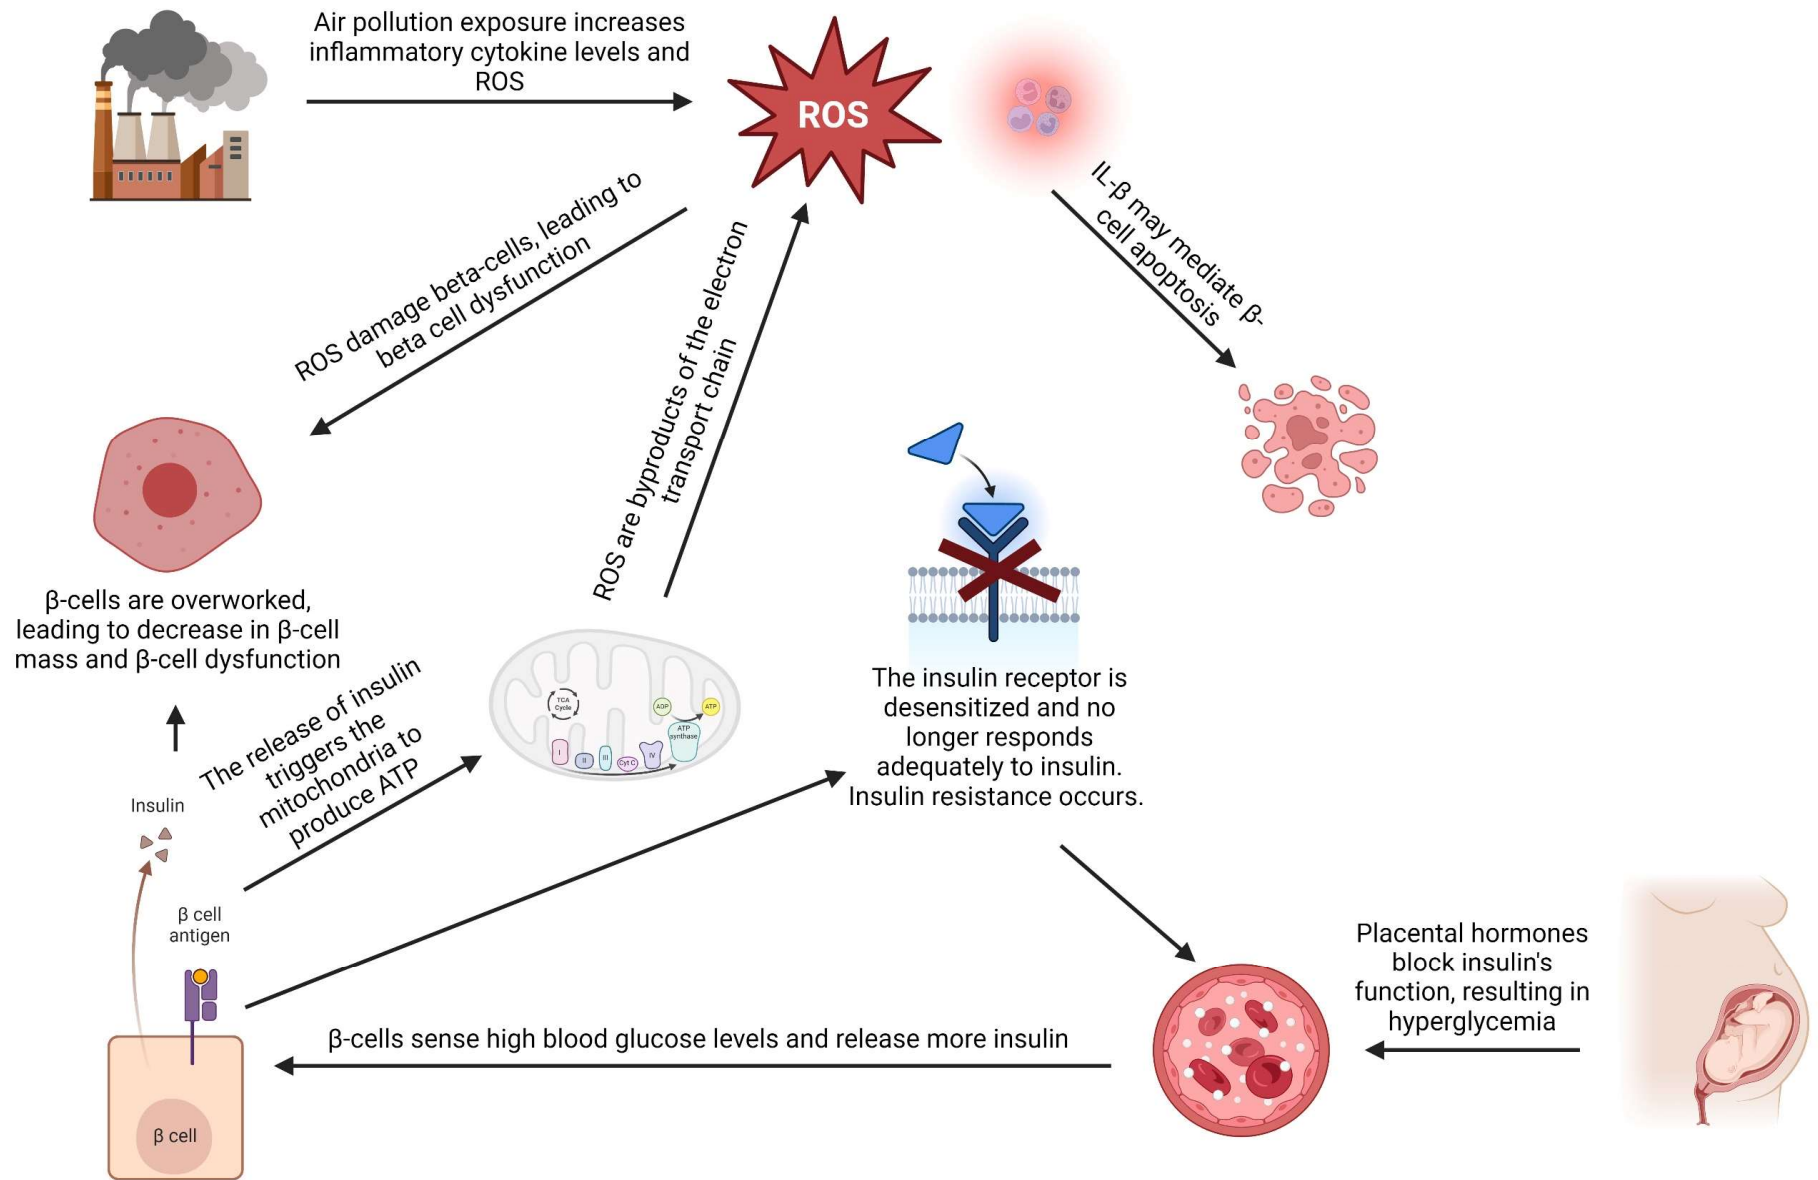 Air pollution exposure increases
inflammatory cytokine levels and
ROS
ROS
IL-β may mediate β-
cell apoptosis
ROS damage beta-cells, leading to
beta cell dysfunction
ROS are byproducts of the electron
transport chain
β-cells are overworked,
leading to decrease in β-cell
mass and β-cell dysfunction
The release of insulin
triggers the
mitochondria to
produce ATP
TCA
Cycle
ADP
ATP
ATP
synthase
I
II
III
Cyt C
IV
The insulin receptor is
desensitized and no
longer responds
adequately to insulin.
Insulin resistance occurs.
Insulin
β cell
antigen
β cell
β-cells sense high blood glucose levels and release more insulin
Placental hormones
block insulin's
function, resulting in
hyperglycemia